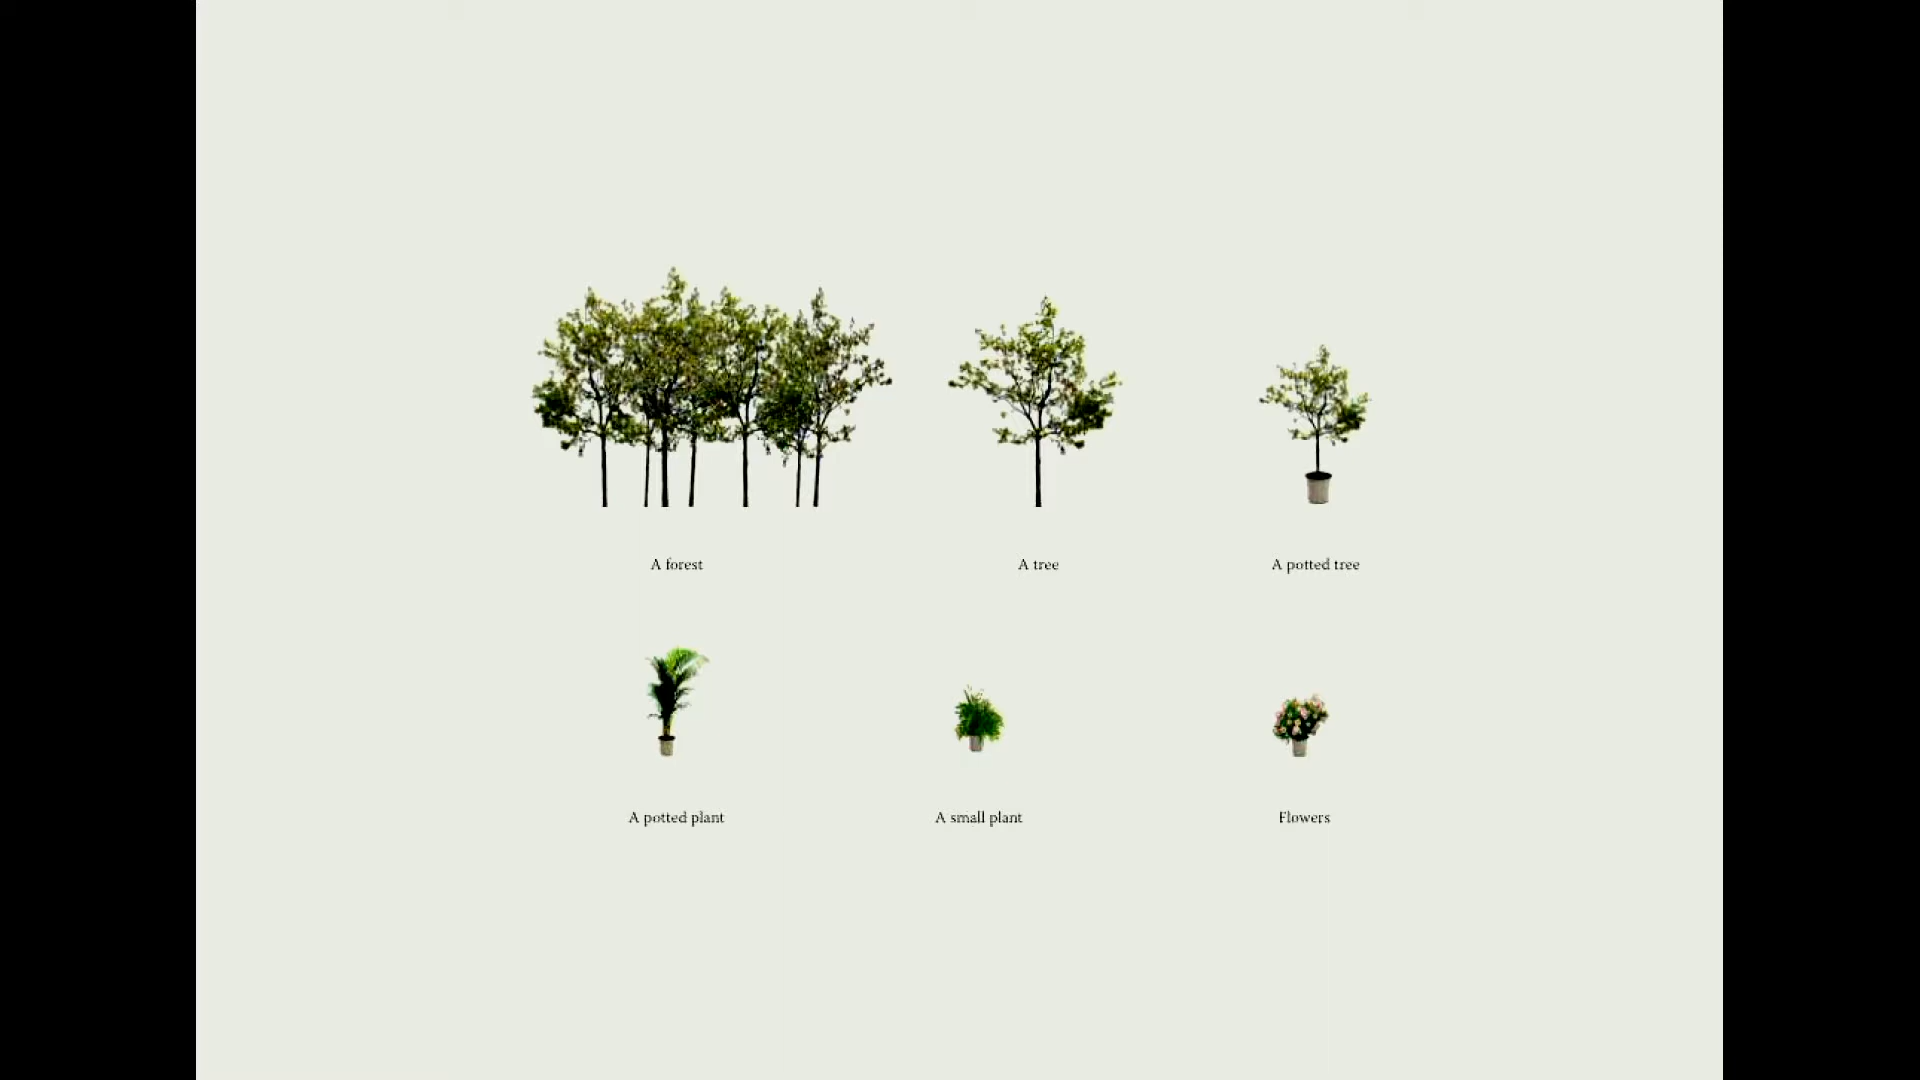 A forest
A tree
A potted tree
A potted plant
A small plant
Flowers